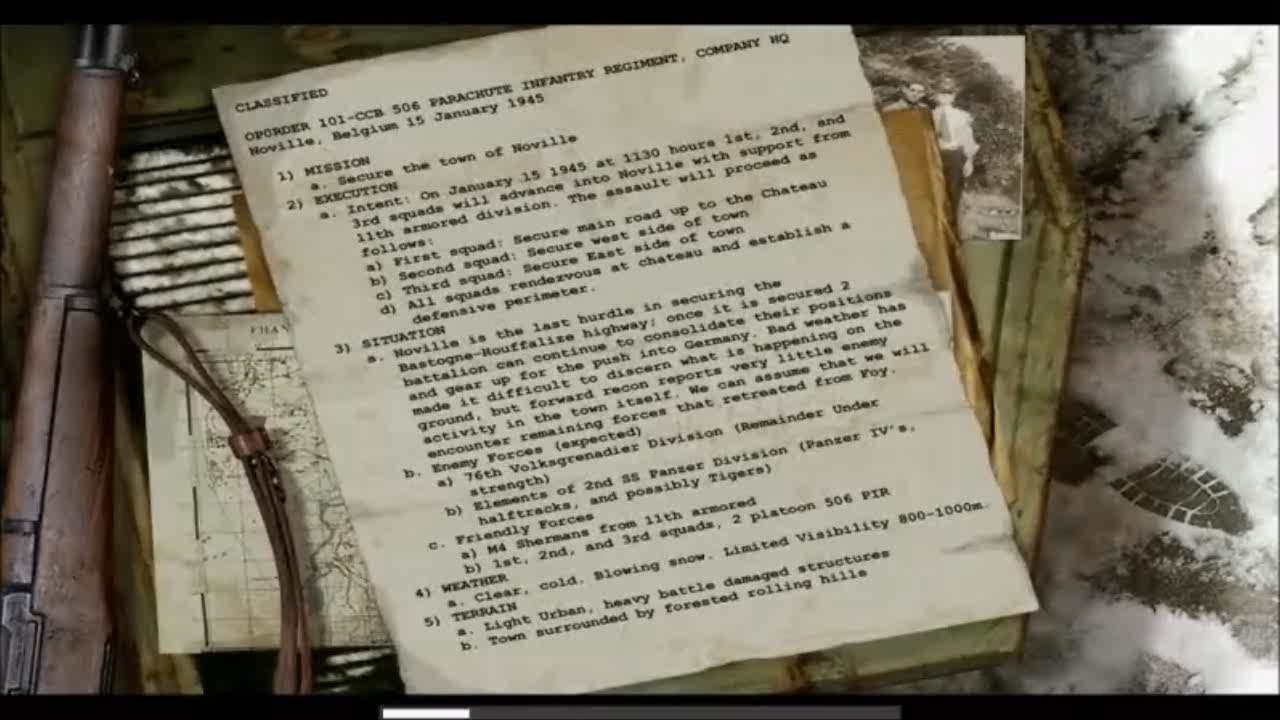 CLASSIFIED
OPORDER 101-CCB 506 PARACHUTE INFANTRY REGIMENT, COMPANY HQ
Noville, Belgium 15 January 1945
1) MISSION
a. Secure the town of Noville
2) EXECUTION
a. Intent: On January 15 1945 at 1130 hours 1st, 2nd, and
3rd squads will advance into Noville with support from
11th armored division. The assault will proceed as
follows:
a) First squad: Secure main road up to the Chateau
b) Second squad: Secure west side of town
c) Third squad: Secure East side of town
d) All squads rendezvous at chateau and establish a
defensive perimeter.
3) SITUATION
a. Noville is the last hurdle in securing the
Bastogne-Houffalize highway; once it is secured 2
battalion can continue to consolidate their positions
and gear up for the push into Germany. Bad weather has
made it difficult to discern what is happening on the
ground, but forward recon reports very little enemy
activity in the town itself. We can assume that we will
encounter remaining forces that retreated from Foy.
b. Enemy Forces (expected)
a) 76th Volksgrenadier Division (Remainder Under
strength)
b) Elements of 2nd SS Panzer Division (Panzer IV's,
halftracks, and possibly Tigers)
c. Friendly Forces
a) M4 Shermans from 11th armored
b) 1st, 2nd, and 3rd squads, 2 platoon 506 PIR
4) WEATHER
a. Clear, cold. Blowing snow. Limited Visibility 800-1000m.
5) TERRAIN
a. Light Urban, heavy battle damaged structures
b. Town surrounded by forested rolling hills